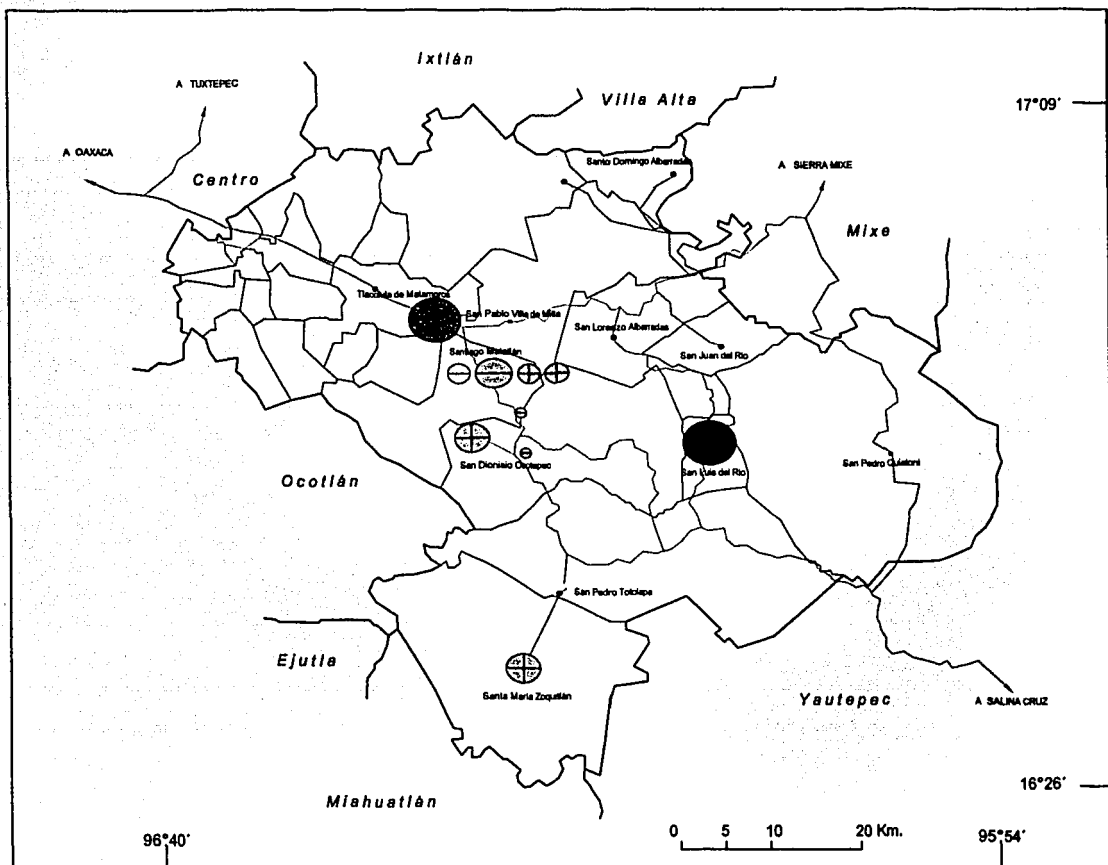 Ixtlán
A TUXTEPEC
Villa Alta
17°09'
A OAXACA
Santo Domingo Albarradas
A SIERRA MIXE
Centro
Mixe
Tlacolula de Matamoros
San Pablo Villa de Mitla
San Lorenzo Albarradas
Santiago Matatlán
San Juan del Río
San Dionisio Ocotepec
San Luis del Río
San Pedro Quiatoni
Ocotlán
San Pedro Totolapa
Ejutla
Santa María Zoquitlán
Yautepec
A SALINA CRUZ
16°26'
Miahuatlán
96°40'
0 5 10 20 Km.
95°54'